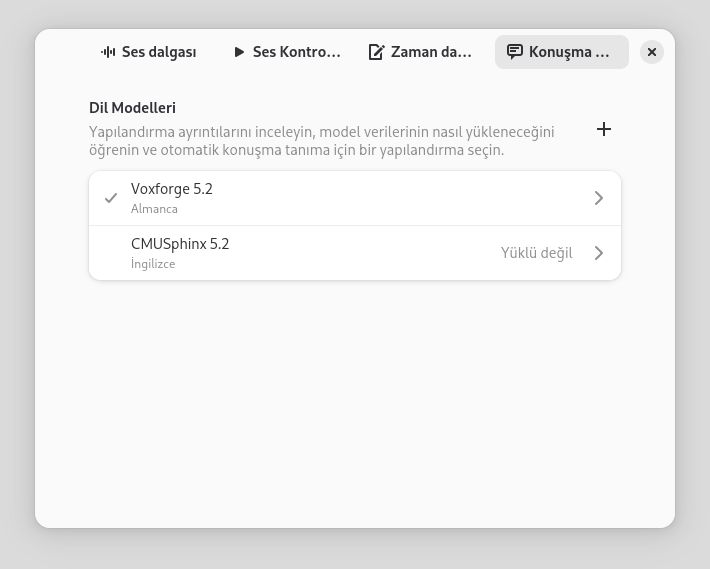 Ses dalgası
Ses Kontro...
Zaman da...
Konuşma ...
Dil Modelleri
Yapılandırma ayrıntılarını inceleyin, model verilerinin nasıl yükleneceğini
öğrenin ve otomatik konuşma tanıma için bir yapılandırma seçin.
Voxforge 5.2
Almanca
CMUSphinx 5.2
İngilizce
Yüklü değil